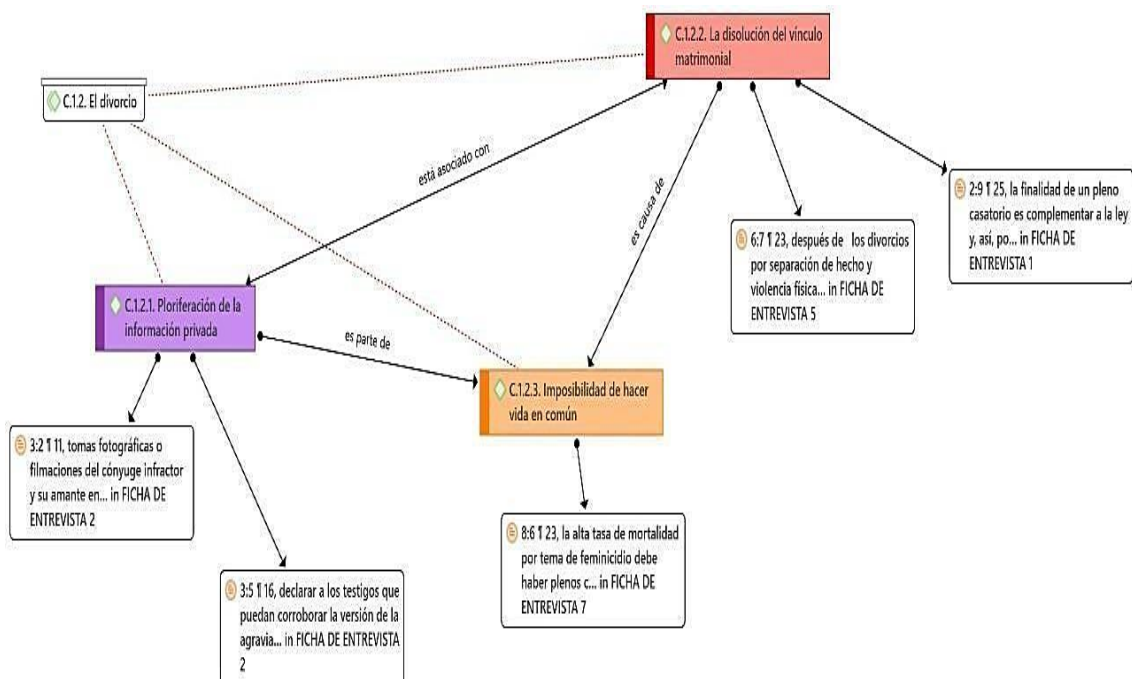 C.1.2.2. La disolución del vínculo
matrimonial
C.1.2. El divorcio
está asociado con
es causa de
2:9 ¶ 25, la finalidad de un pleno
casatorio es complementar a la ley
y, así, po... in FICHA DE
ENTREVISTA 1
6:7 ¶ 23, después de los divorcios
por separación de hecho y
violencia física... in FICHA DE
ENTREVISTA 5
C.1.2.1. Ploriferación de la
información privada
es parte de
C.1.2.3. Imposibilidad de hacer
vida en común
3:2 ¶ 11, tomas fotográficas o
filmaciones del cónyuge infractor
y su amante en... in FICHA DE
ENTREVISTA 2
8:6 ¶ 23, la alta tasa de mortalidad
por tema de feminicidio debe
haber plenos c... in FICHA DE
ENTREVISTA 7
3:5 ¶ 16, declarar a los testigos que
puedan corroborar la versión de la
agravia... in FICHA DE ENTREVISTA
2